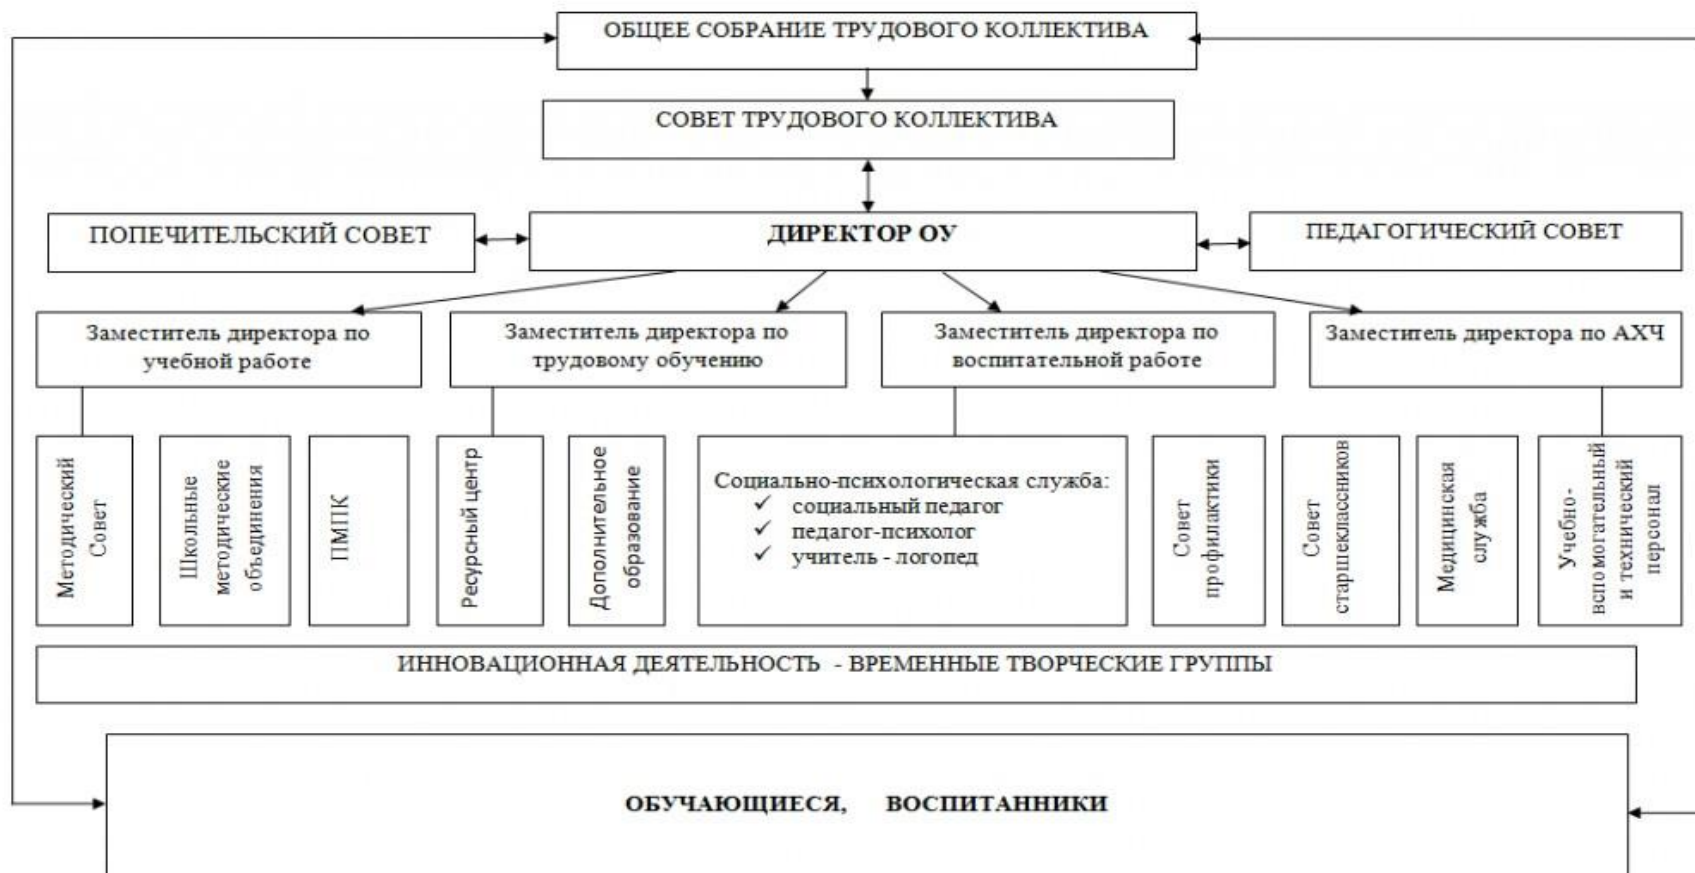 ОБЩЕЕ СОБРАНИЕ ТРУДОВОГО КОЛЛЕКТИВА
СОВЕТ ТРУДОВОГО КОЛЛЕКТИВА
ПОПЕЧИТЕЛЬСКИЙ СОВЕТ
ДИРЕКТОР ОУ
ПЕДАГОГИЧЕСКИЙ СОВЕТ
Заместитель директора по
учебной работе
Заместитель директора по
трудовому обучению
Заместитель директора по
воспитательной работе
Заместитель директора по АХЧ
Методический
Совет
Школьные
методические
объединения
ПМПК
Ресурсный центр
Дополнительное
образование
Социально-психологическая служба:
✓ социальный педагог
✓ педагог-психолог
✓ учитель - логопед
Совет
профилактики
Совет
старшеклассников
Медицинская
служба
Учебно-
вспомогательный
и технический
персонал
ИННОВАЦИОННАЯ ДЕЯТЕЛЬНОСТЬ - ВРЕМЕННЫЕ ТВОРЧЕСКИЕ ГРУППЫ
ОБУЧАЮЩИЕСЯ, ВОСПИТАННИКИ